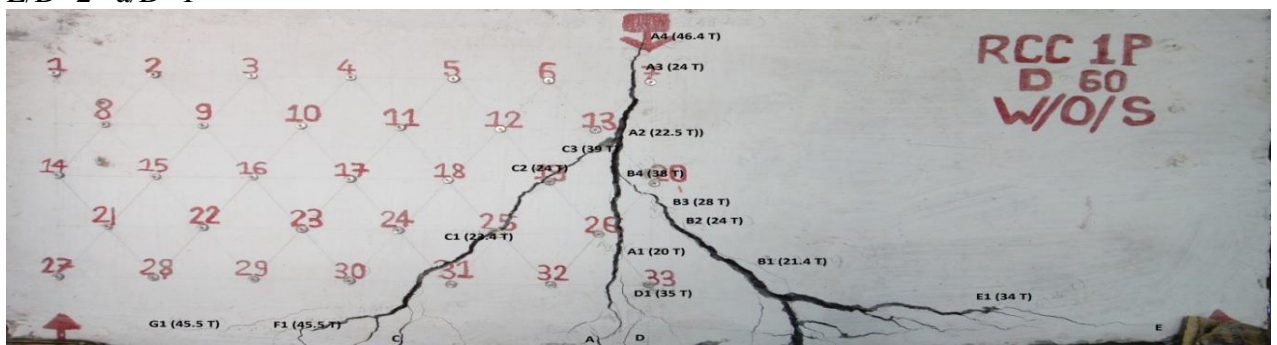 L/D=2 a/D=1
A4 (46.4 T)
RCC 1P
D 60
W/O/S
A3 (24 T)
1 2 3 4 5 6 7
8 9 10 11 12 13
A2 (22.5 T))
C3 (39 T)
C2 (24 T)
B4 (38 T)
14 15 16 17 18 20
B3 (28 T)
B2 (24 T)
21 22 23 24 25 26
C1 (23.4 T)
A1 (20 T)
B1 (21.4 T)
27 28 29 30 31 32 33
D1 (35 T)
E1 (34 T)
G1 (45.5 T)
F1 (45.5 T)
C A D E